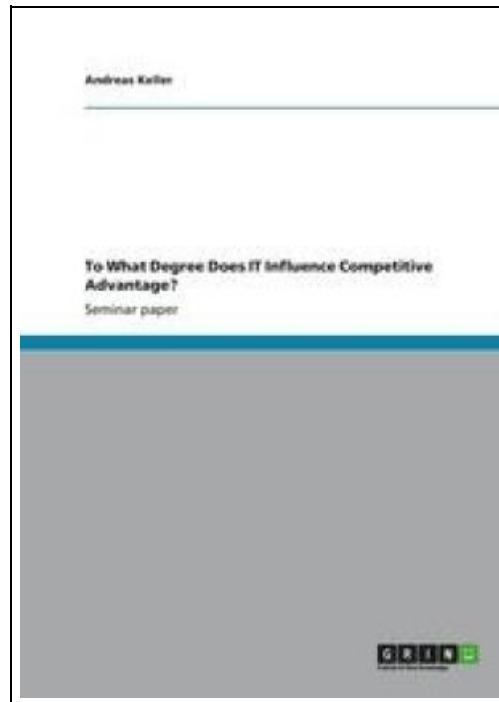 Andreas Keller
To What Degree Does IT Influence Competitive
Advantage?
Seminar paper
GRIN